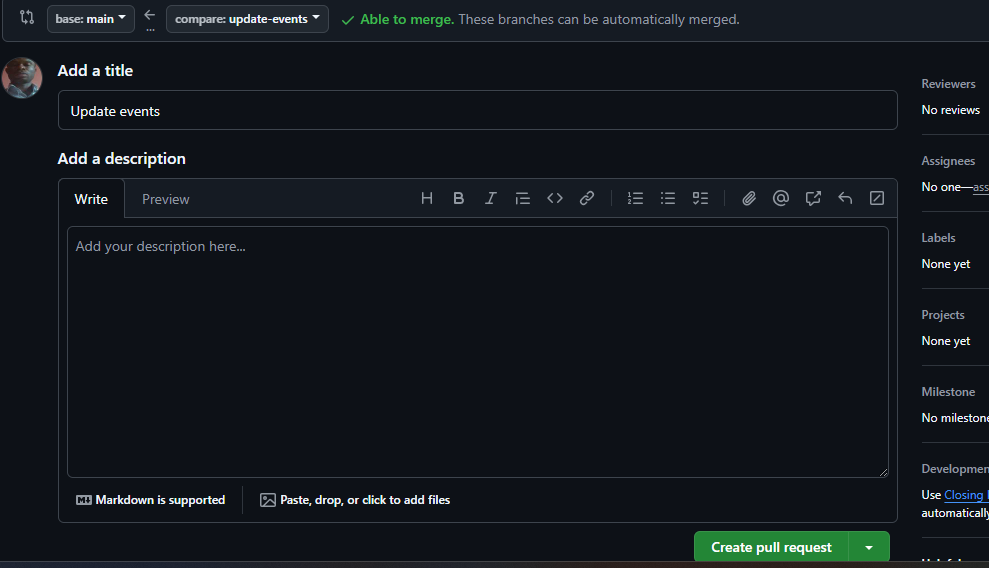 base: main
compare: update-events
Able to merge. These branches can be automatically merged.
Add a title
Update events
Add a description
Write
Preview
Add your description here...
Markdown is supported
Paste, drop, or click to add files
Create pull request
Reviewers
No reviews
Assignees
No one—ass
Labels
None yet
Projects
None yet
Milestone
No milestone
Developmen
Use Closing
automatically